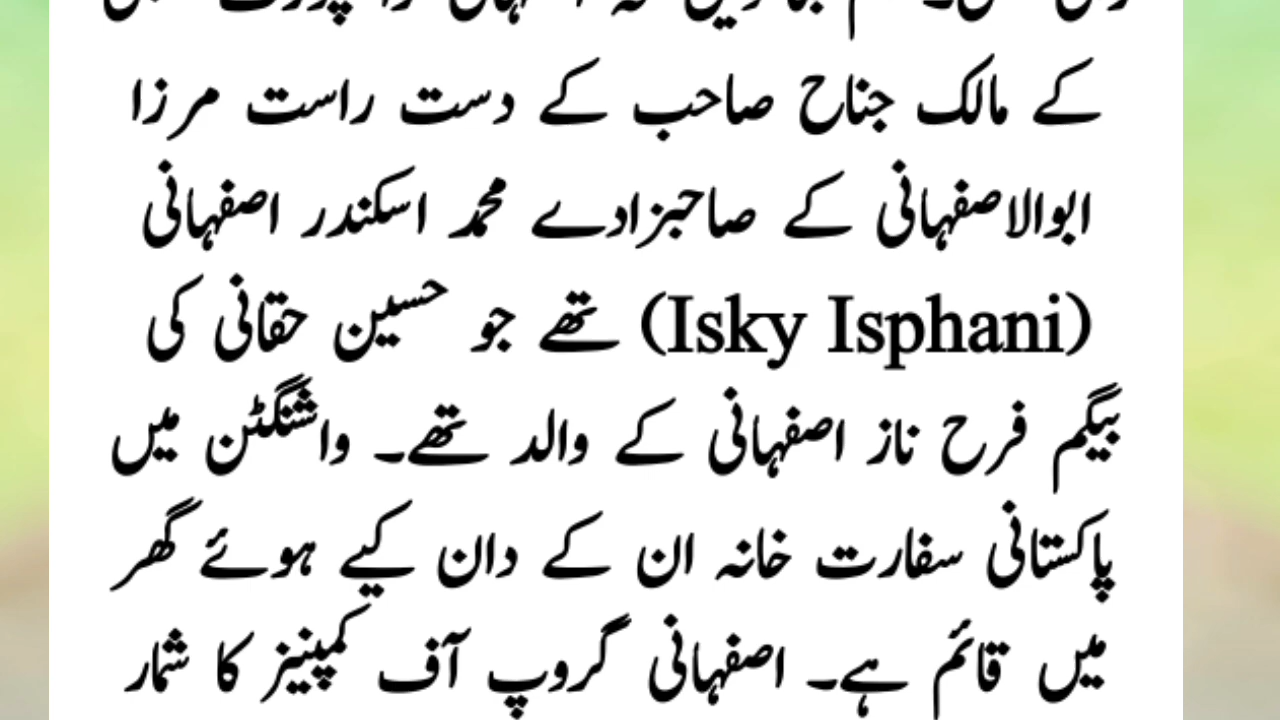 کے مالک جناح صاحب کے دست راست مرزا
ابوالاصفہانی کے صاحبزادے محمد اسکندر اصفہانی
(Isky Isphani) تھے جو حسین حقانی کی
بیگم فرح ناز اصفہانی کے والد تھے۔ واشنگٹن میں
پاکستانی سفارت خانہ ان کے دان کیے ہوئے گھر
میں قائم ہے۔ اصفہانی گروپ آف کمپنیز کا شمار